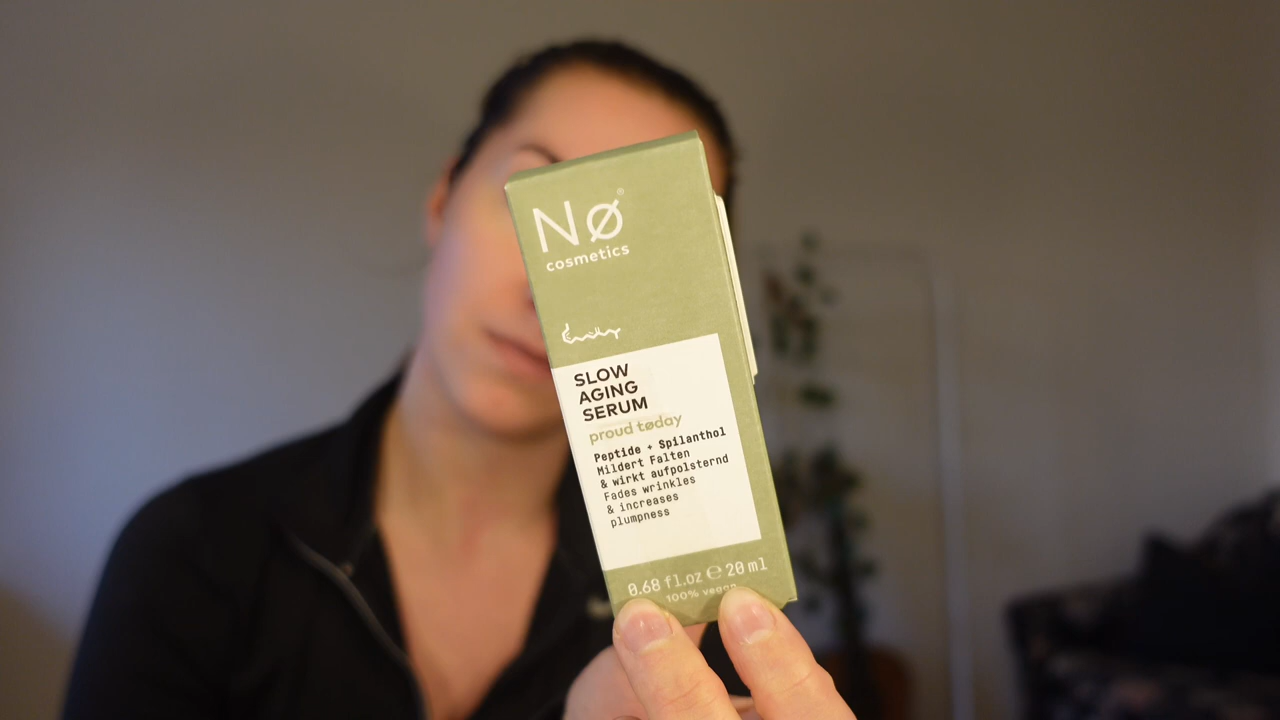 NØ®
cosmetics
SLOW
AGING
SERUM
proud tøday
Peptide + Spilanthol
Mildert Falten
& wirkt aufpolsternd
Fades wrinkles
& increases
plumpness
0.68 fl.oz ℮ 20 ml
100% vegan